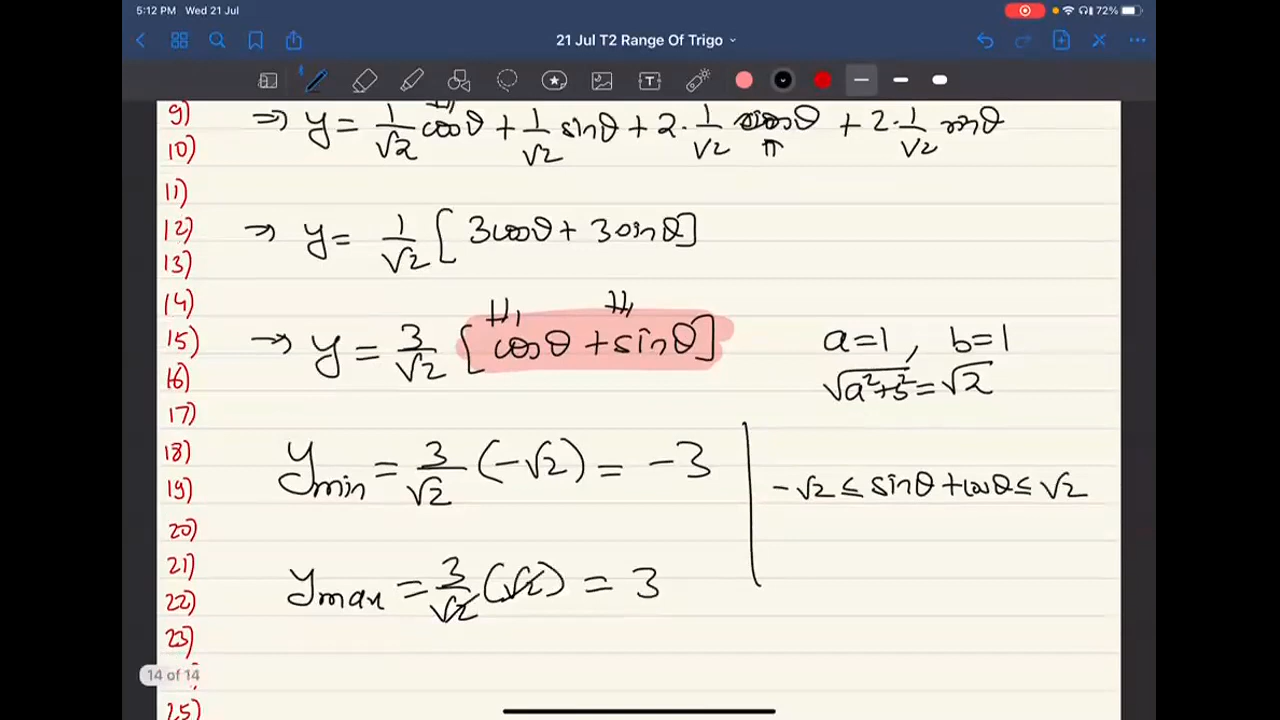 5:12 PM Wed 21 Jul
72%
21 Jul T2 Range Of Trigo
9) ⇒ y = 1/√2 cosθ + 1/√2 sinθ + 2·1/√2 cosθ + 2·1/√2 sinθ
10) π
11)
12) ⇒ y = 1/√2 [3cosθ + 3sinθ]
13)
14)
15) ⇒ y = 3/√2 [cosθ + sinθ] a=1, b=1
16) √a²+b² = √2
17)
18) ymin = 3/√2 (-√2) = -3
19) -√2 ≤ sinθ + cosθ ≤ √2
20)
21) ymax = 3/√2 (√2) = 3
22)
23)
14 of 14
25)